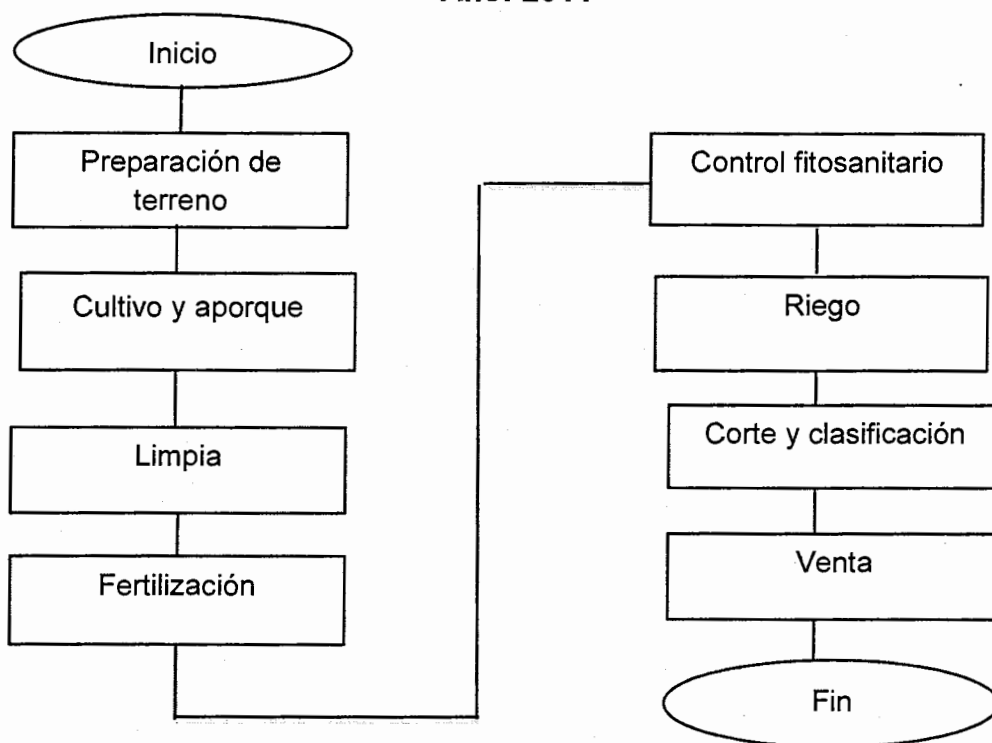 Inicio
Preparación de
terreno
Cultivo y aporque
Limpia
Fertilización
Control fitosanitario
Riego
Corte y clasificación
Venta
Fin